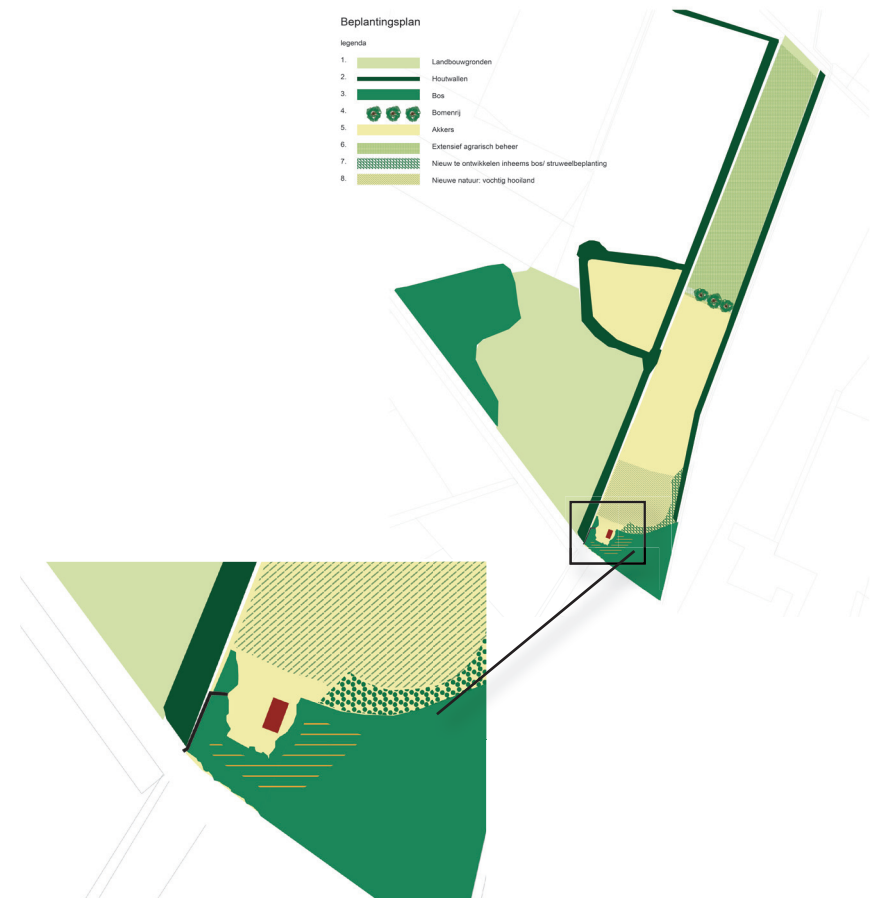 Beplantingsplan
legenda
1. Landbouwgronden
2. Houtwallen
3. Bos
4. Bomenrij
5. Akkers
6. Extensief agrarisch beheer
7. Nieuw te ontwikkelen inheems bos/ struweelbeplanting
8. Nieuwe natuur: vochtig hooiland